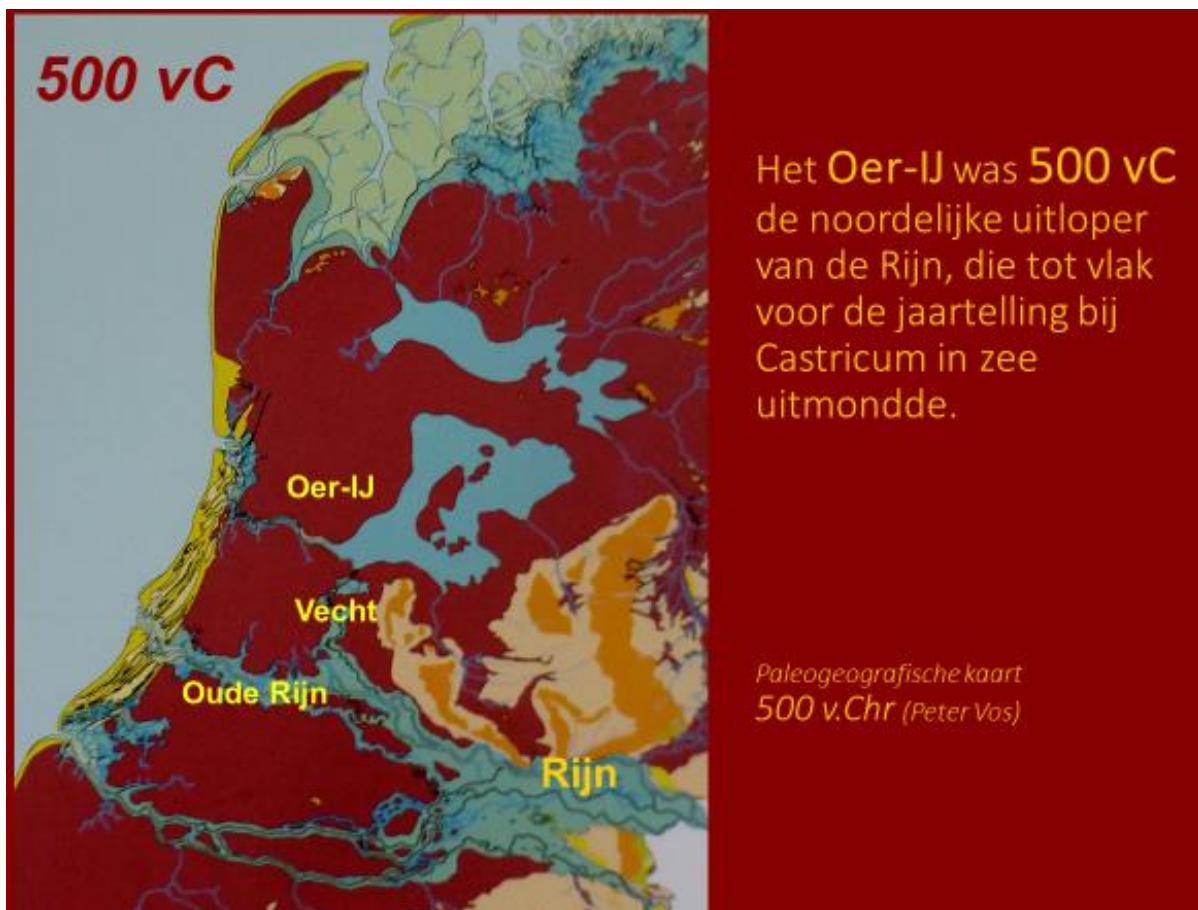 500 vC
Het Oer-IJ was 500 vC
de noordelijke uitloper
van de Rijn, die tot vlak
voor de jaartelling bij
Castricum in zee
uitmondde.
Oer-IJ
Vecht
Oude Rijn
Rijn
Paleogeografische kaart
500 v.Chr (Peter Vos)